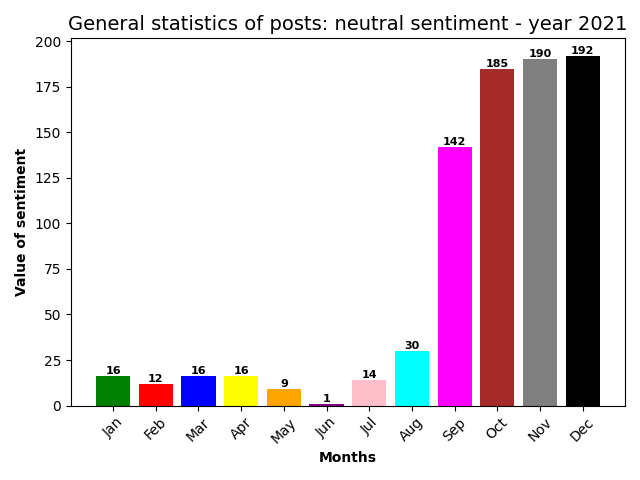 General statistics of posts: neutral sentiment - year 2021
Value of sentiment
200
175
150
125
100
75
50
25
0
16
12
16
16
9
1
14
30
142
185
190
192
Jan
Feb
Mar
Apr
May
Jun
Jul
Aug
Sep
Oct
Nov
Dec
Months